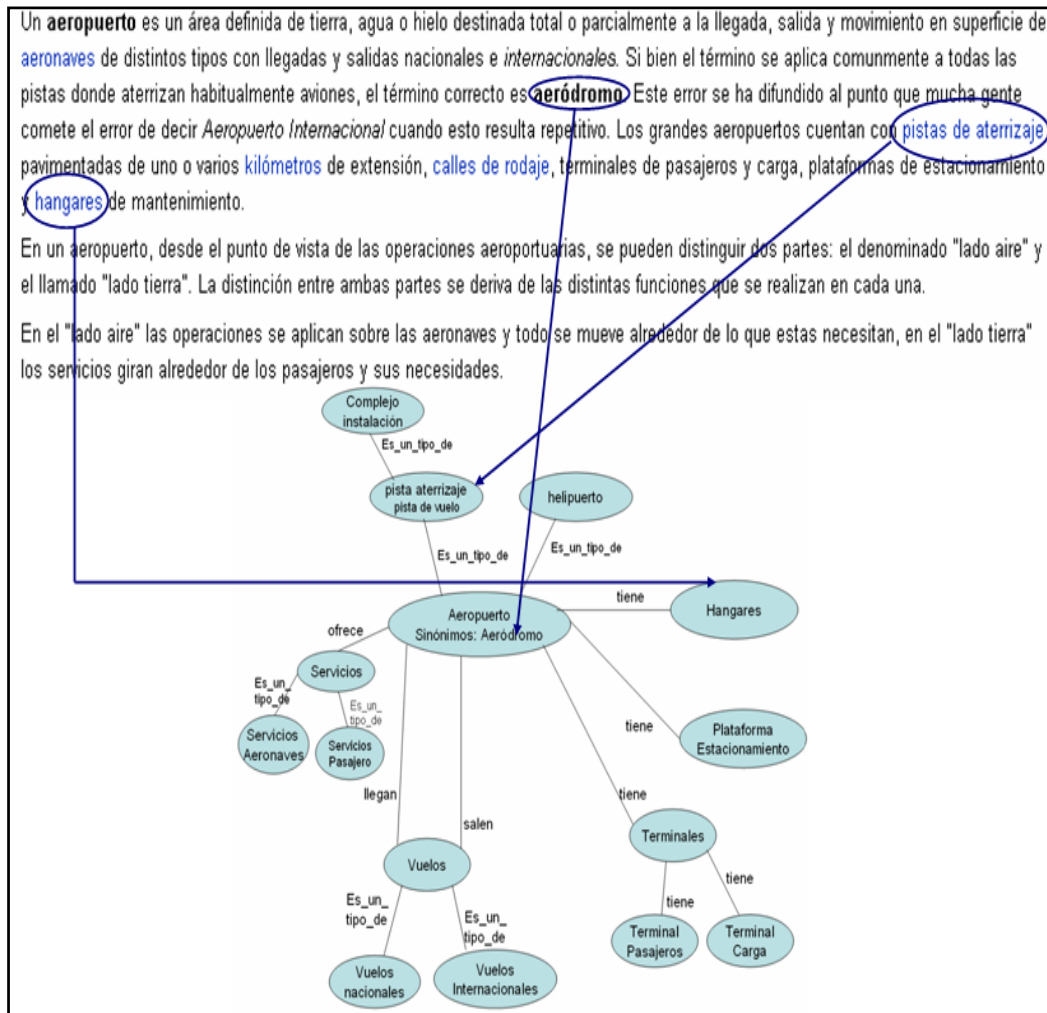 Un aeropuerto es un área definida de tierra, agua o hielo destinada total o parcialmente a la llegada, salida y movimiento en superficie de
aeronaves de distintos tipos con llegadas y salidas nacionales e internacionales. Si bien el término se aplica comunmente a todas las
pistas donde aterrizan habitualmente aviones, el término correcto es aeródromo. Este error se ha difundido al punto que mucha gente
comete el error de decir Aeropuerto Internacional cuando esto resulta repetitivo. Los grandes aeropuertos cuentan con pistas de aterrizaje
pavimentadas de uno o varios kilómetros de extensión, calles de rodaje, terminales de pasajeros y carga, plataformas de estacionamiento
y hangares de mantenimiento.
En un aeropuerto, desde el punto de vista de las operaciones aeroportuarias, se pueden distinguir dos partes: el denominado "lado aire" y
el llamado "lado tierra". La distinción entre ambas partes se deriva de las distintas funciones que se realizan en cada una.
En el "lado aire" las operaciones se aplican sobre las aeronaves y todo se mueve alrededor de lo que estas necesitan, en el "lado tierra"
los servicios giran alrededor de los pasajeros y sus necesidades.
Complejo
instalación
Es_un_tipo_de
pista aterrizaje
pista de vuelo
helipuerto
Es_un_tipo_de
Es_un_tipo_de
tiene
Hangares
Aeropuerto
Sinónimos: Aeródromo
ofrece
Servicios
Es_un_
tipo_de
Es_un_
tipo_de
Servicios
Aeronaves
Servicios
Pasajero
tiene
Plataforma
Estacionamiento
llegan
salen
tiene
Terminales
Vuelos
tiene
tiene
Es_un_
tipo_de
Es_un_
tipo_de
Terminal
Pasajeros
Terminal
Carga
Vuelos
nacionales
Vuelos
Internacionales